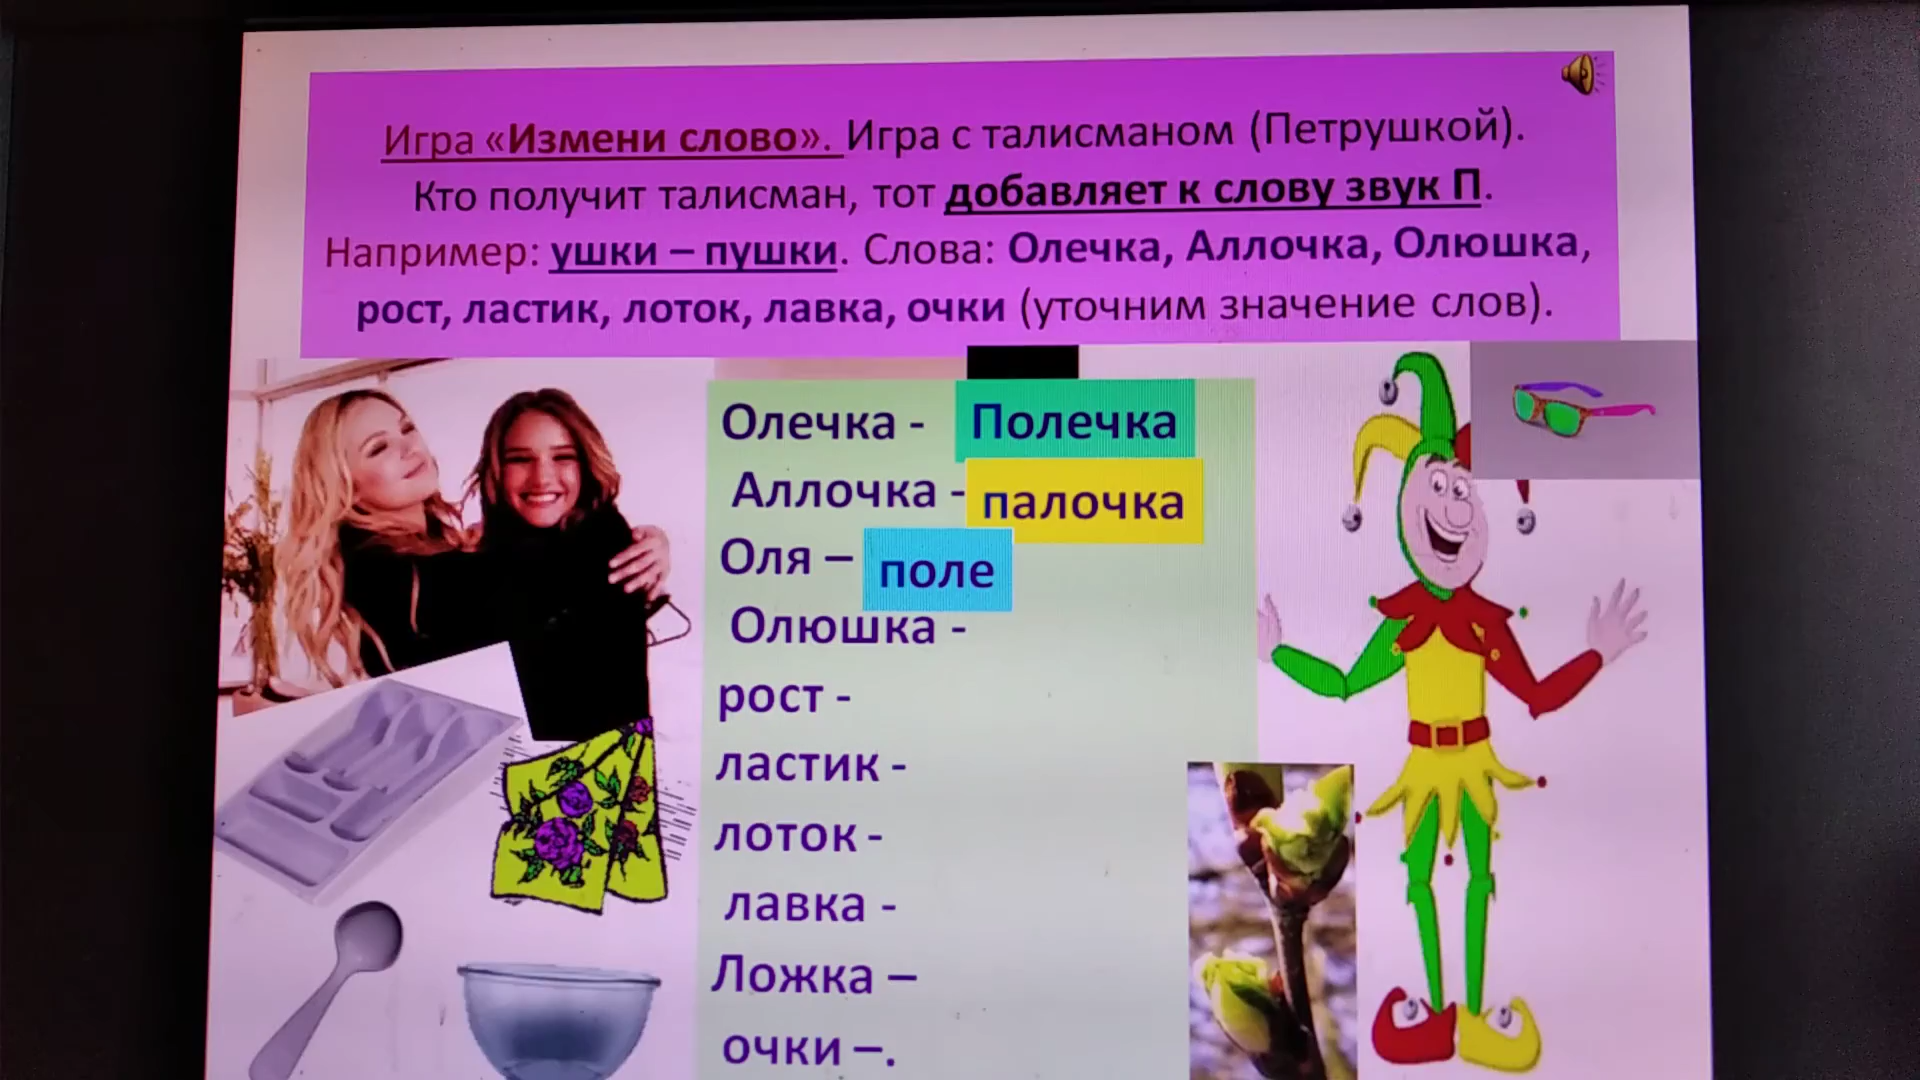 Игра «Измени слово». Игра с талисманом (Петрушкой).
Кто получит талисман, тот добавляет к слову звук П.
Например: ушки – пушки. Слова: Олечка, Аллочка, Олюшка,
рост, ластик, лоток, лавка, очки (уточним значение слов).
Олечка - Полечка
Аллочка - палочка
Оля – поле
Олюшка -
рост -
ластик -
лоток -
лавка -
Ложка –
очки –.